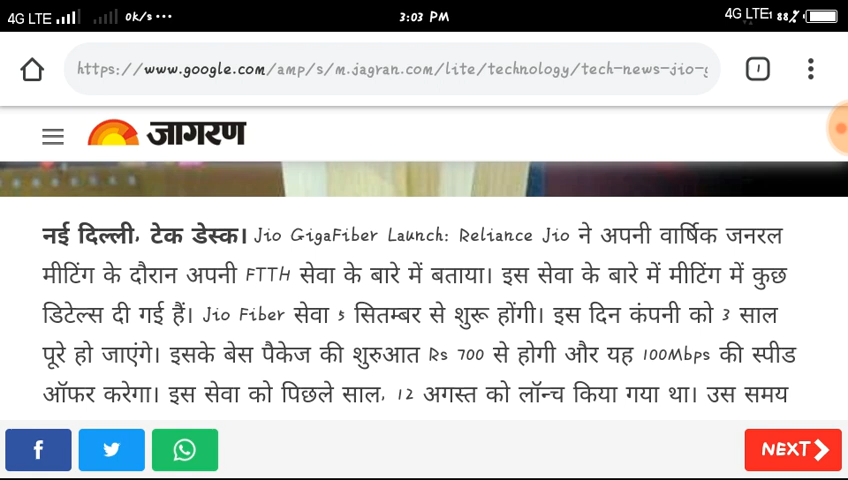 4G LTE 0K/s ••• 3:03 PM 4G LTE 88%
https://www.google.com/amp/s/m.jagran.com/lite/technology/tech-news-jio-g
1
जागरण
नई दिल्ली, टेक डेस्क। Jio GigaFiber Launch: Reliance Jio ने अपनी वार्षिक जनरल
मीटिंग के दौरान अपनी FTTH सेवा के बारे में बताया। इस सेवा के बारे में मीटिंग में कुछ
डिटेल्स दी गई हैं। Jio Fiber सेवा 5 सितम्बर से शुरू होंगी। इस दिन कंपनी को 3 साल
पूरे हो जाएंगे। इसके बेस पैकेज की शुरुआत Rs 700 से होगी और यह 100Mbps की स्पीड
ऑफर करेगा। इस सेवा को पिछले साल, 12 अगस्त को लॉन्च किया गया था। उस समय
f NEXT